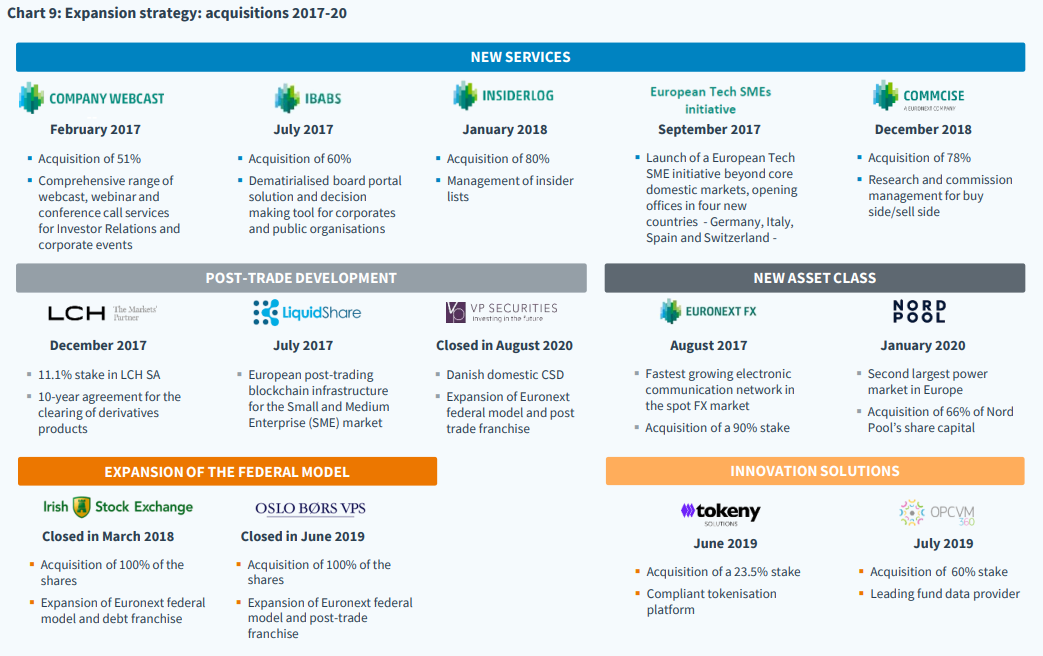 Chart 9: Expansion strategy: acquisitions 2017-20
NEW SERVICES
COMPANY WEBCAST
February 2017
Acquisition of 51%
Comprehensive range of
webcast, webinar and
conference call services
for Investor Relations and
corporate events
IBABS
July 2017
Acquisition of 60%
Dematirialised board portal
solution and decision
making tool for corporates
and public organisations
INSIDERLOG
January 2018
Acquisition of 80%
Management of insider
lists
European Tech SMEs
initiative
September 2017
Launch of a European Tech
SME initiative beyond core
domestic markets, opening
offices in four new
countries - Germany, Italy,
Spain and Switzerland -
COMMCISE
A EURONEXT COMPANY
December 2018
Acquisition of 78%
Research and commission
management for buy
side/sell side
POST-TRADE DEVELOPMENT
LCH The Markets'
Partner
December 2017
11.1% stake in LCH SA
10-year agreement for the
clearing of derivatives
products
LiquidShare
July 2017
European post-trading
blockchain infrastructure
for the Small and Medium
Enterprise (SME) market
VP SECURITIES
Investing in the future
Closed in August 2020
Danish domestic CSD
Expansion of Euronext
federal model and post
trade franchise
NEW ASSET CLASS
EURONEXT FX
August 2017
Fastest growing electronic
communication network in
the spot FX market
Acquisition of a 90% stake
NORD
POOL
January 2020
Second largest power
market in Europe
Acquisition of 66% of Nord
Pool's share capital
EXPANSION OF THE FEDERAL MODEL
Irish Stock Exchange
Closed in March 2018
Acquisition of 100% of the
shares
Expansion of Euronext federal
model and debt franchise
OSLO BØRS VPS
Closed in June 2019
Acquisition of 100% of the
shares
Expansion of Euronext federal
model and post-trade
franchise
INNOVATION SOLUTIONS
tokeny
SOLUTIONS
June 2019
Acquisition of a 23.5% stake
Compliant tokenisation
platform
OPCVM
360
July 2019
Acquisition of 60% stake
Leading fund data provider